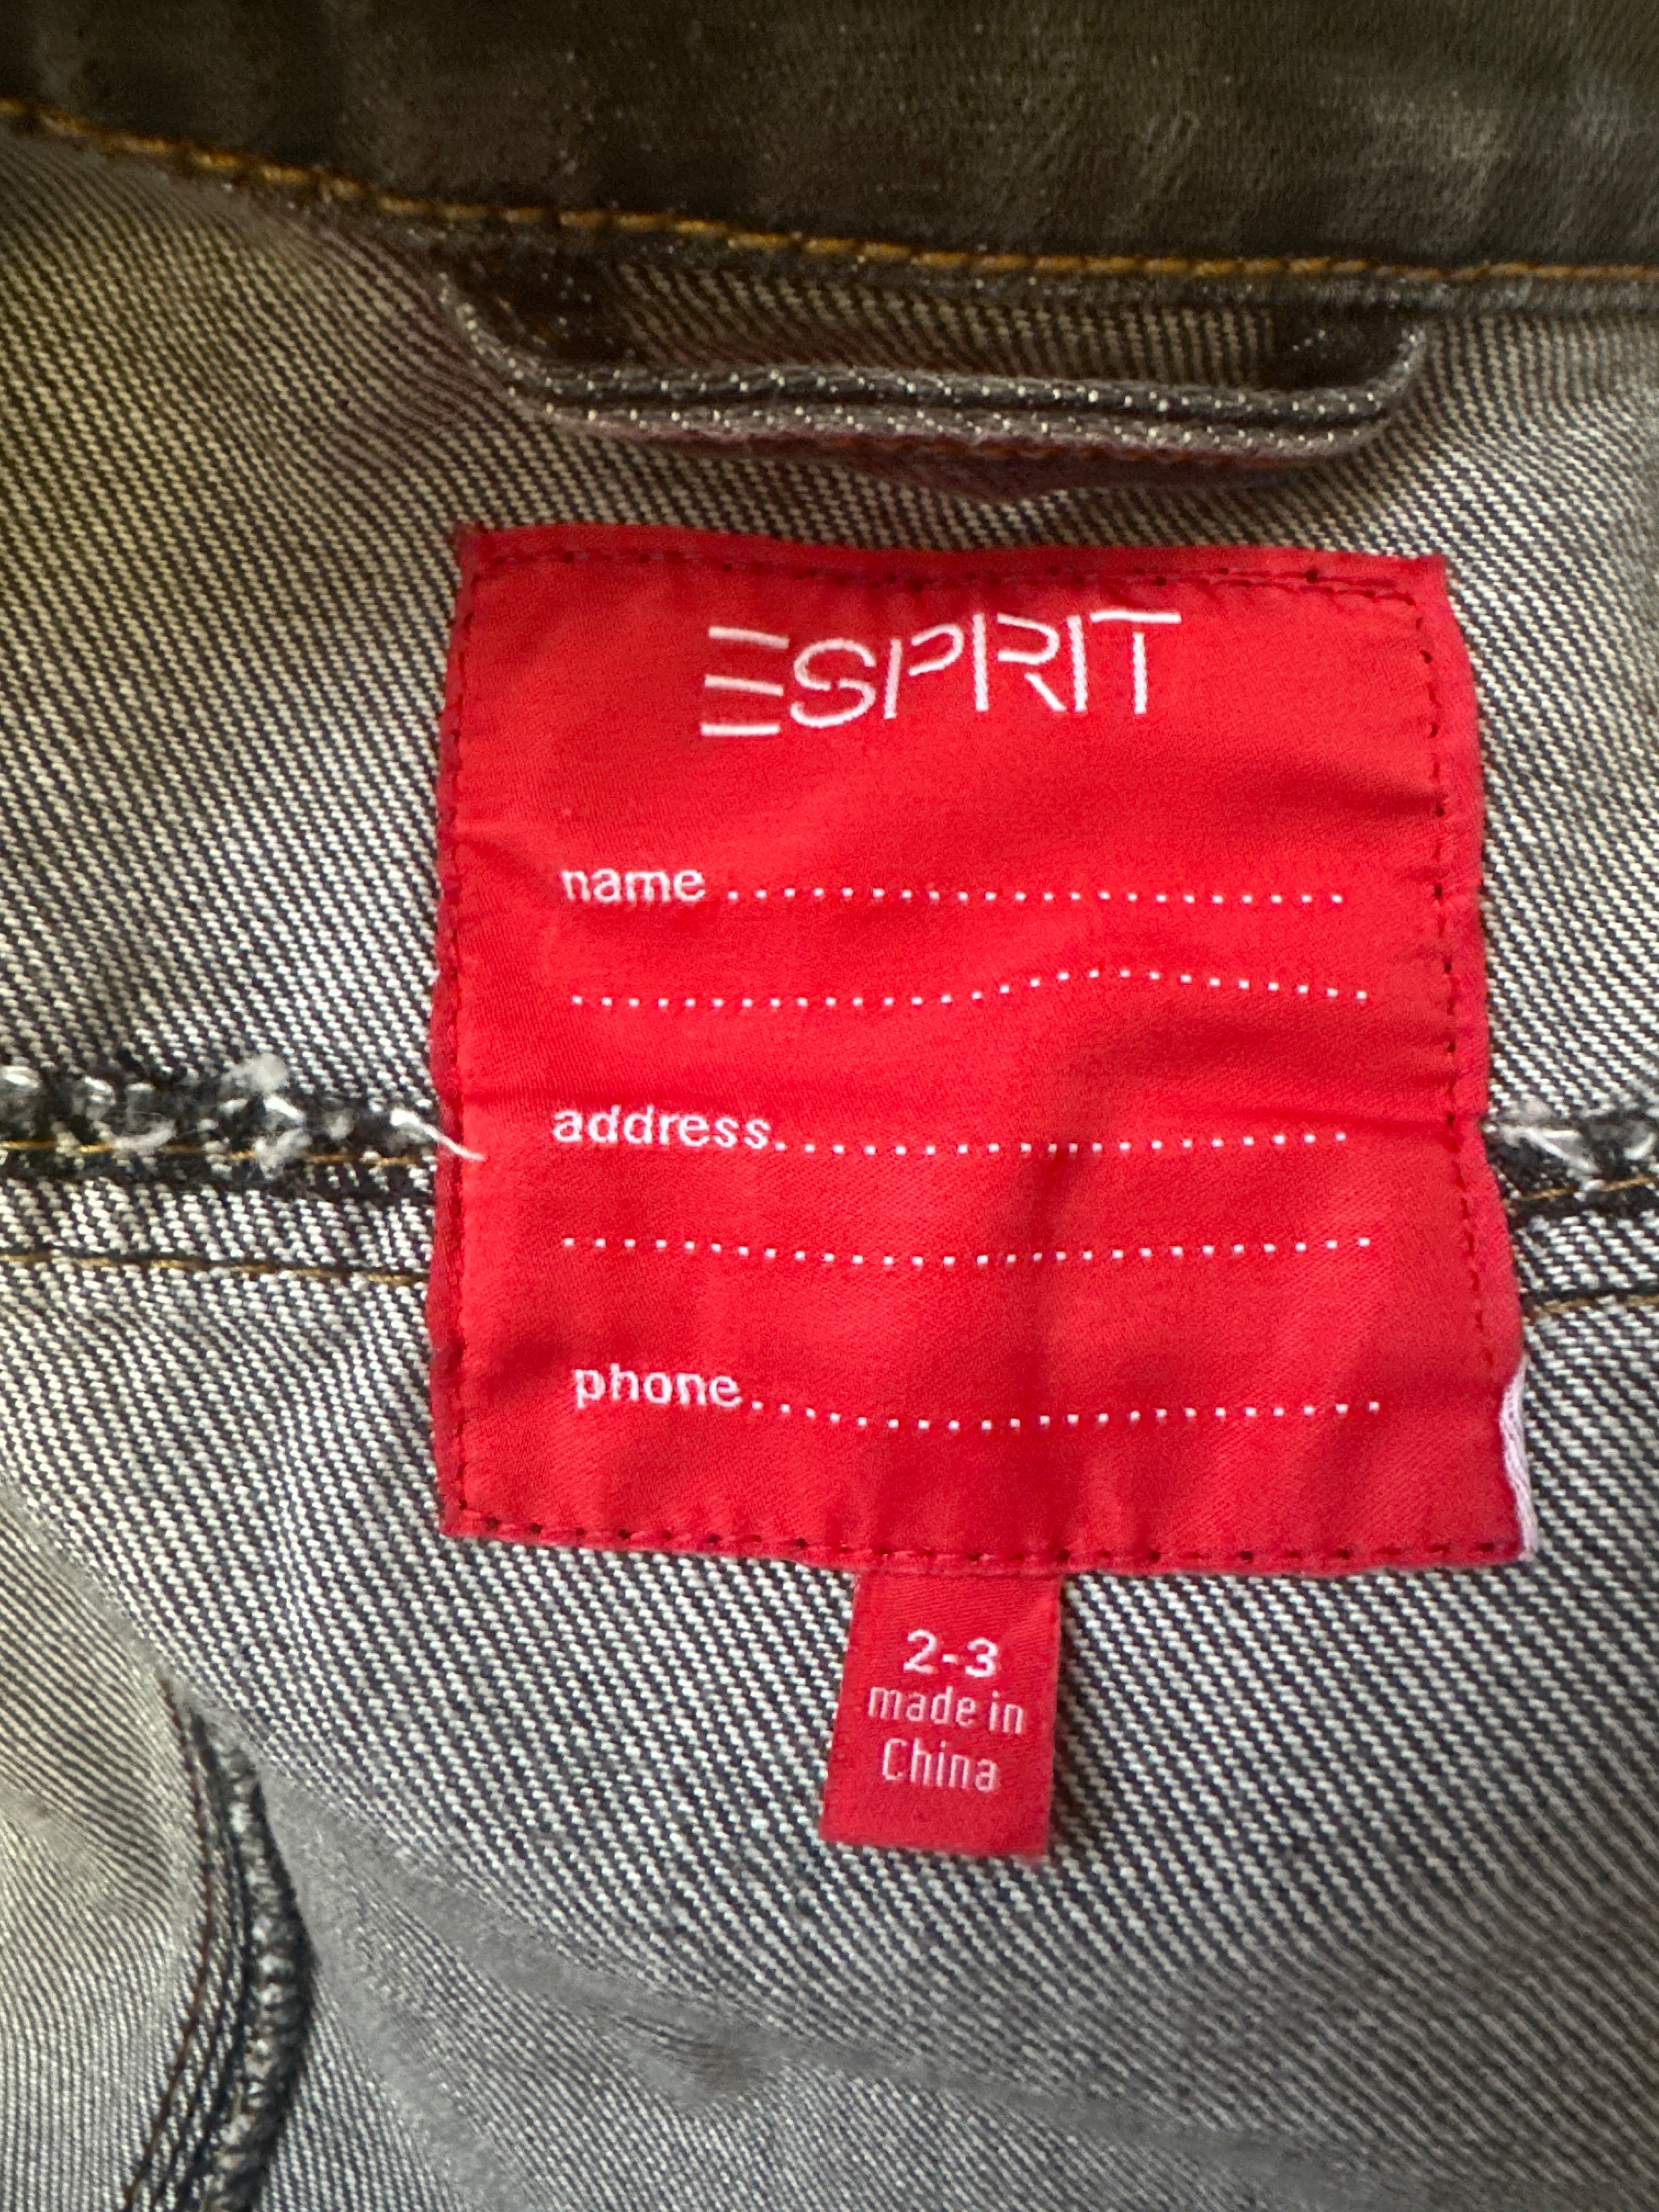 ESPRIT
name .....................
...........................
address....................
...........................
phone.....................
2-3
made in
China